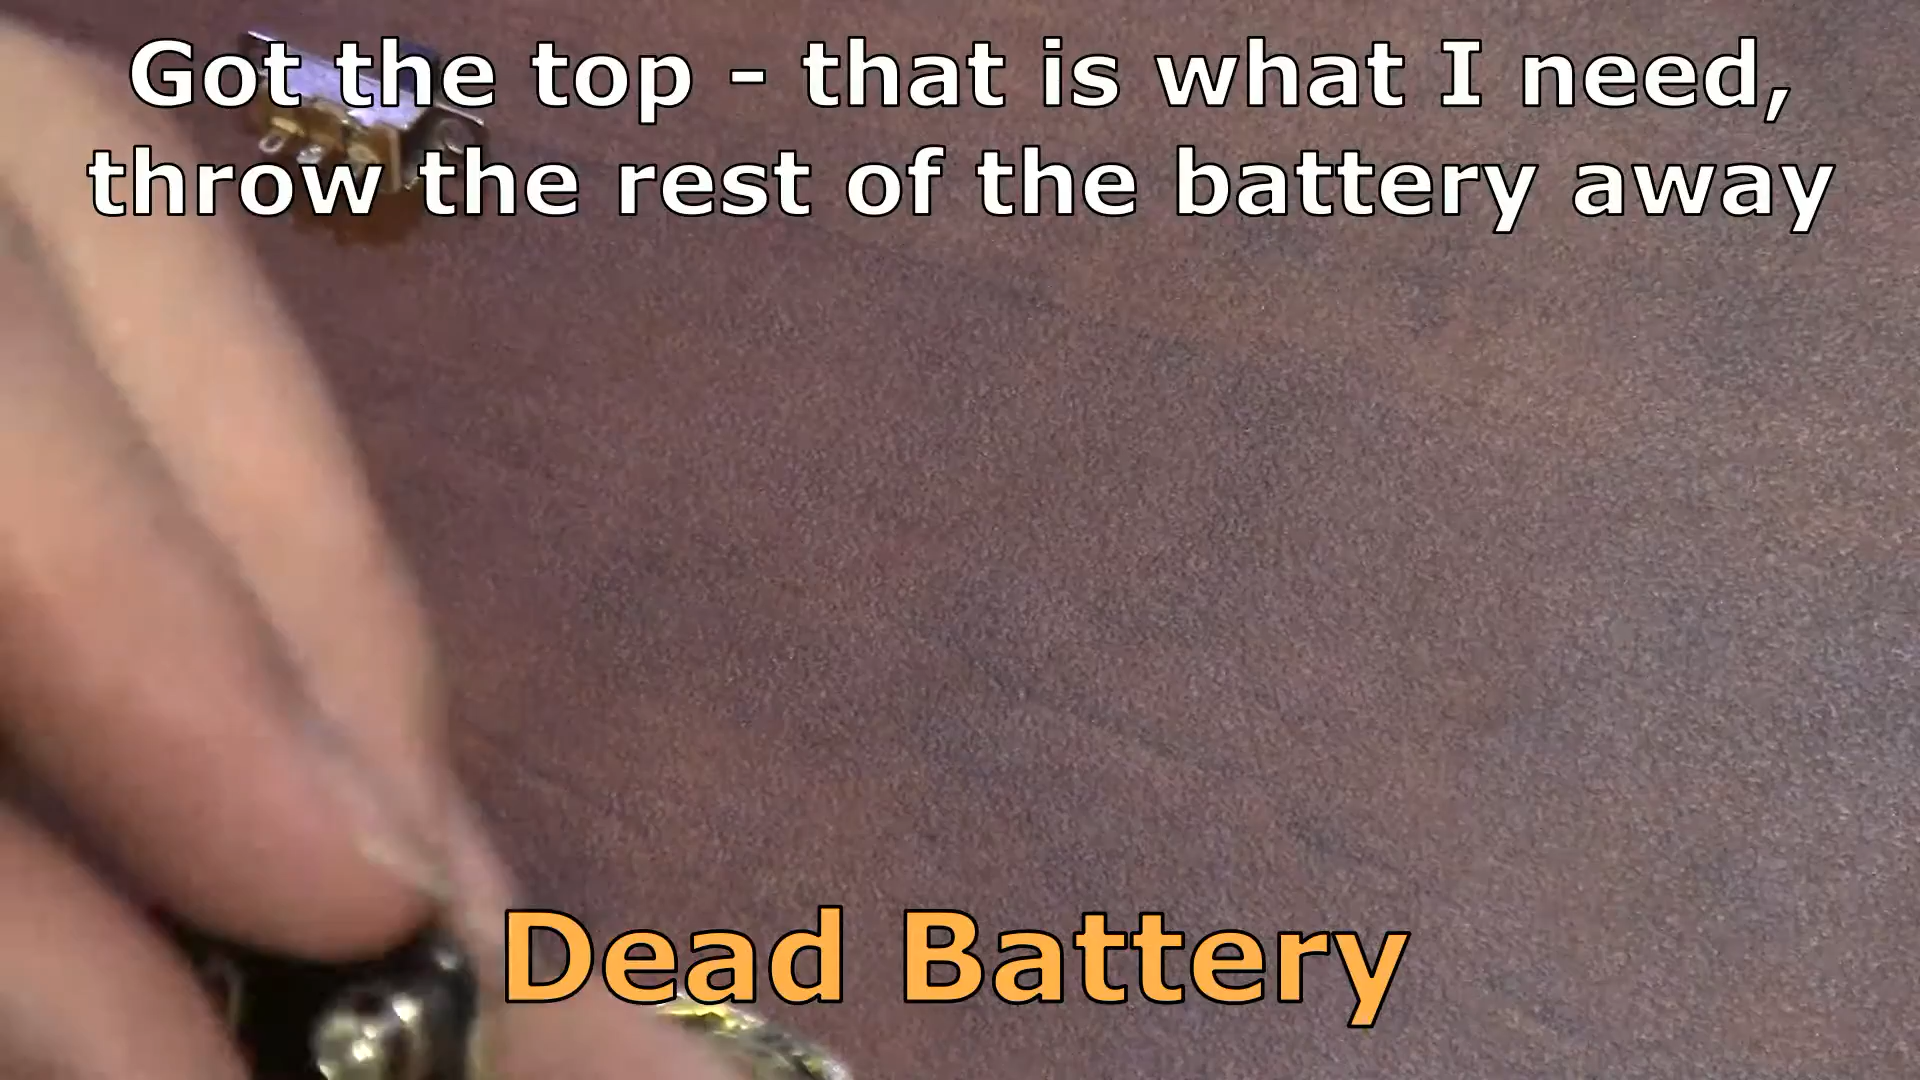 Got the top - that is what I need,
throw the rest of the battery away
Dead Battery